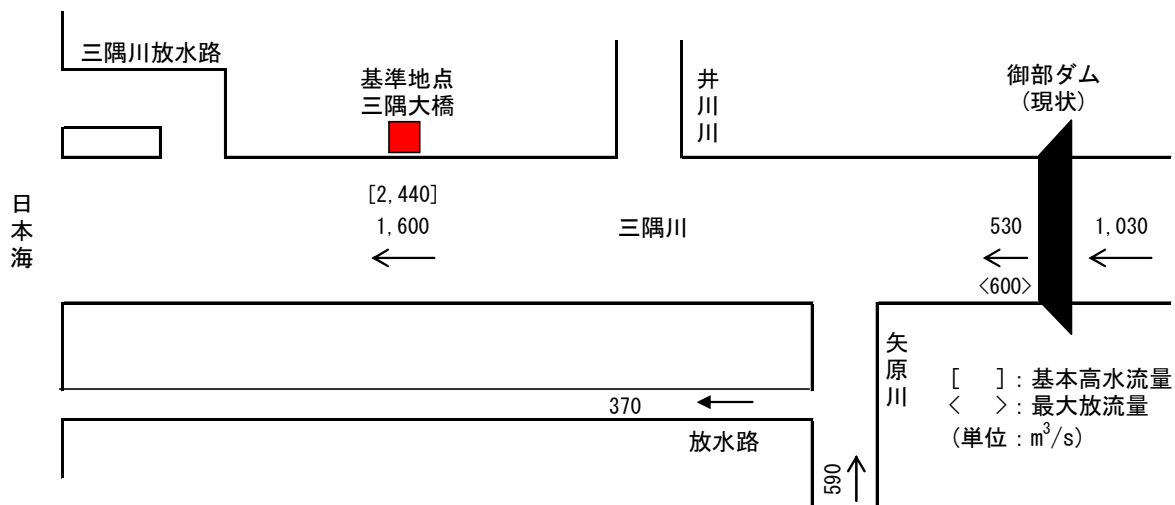 三隅川放水路
基準地点
三隅大橋
井川川
御部ダム
(現状)
[2,440]
1,600
三隅川
530
1,030
<600>
日本海
矢原川
[ ]:基本高水流量
< >:最大放流量
(単位:m³/s)
370
放水路
590